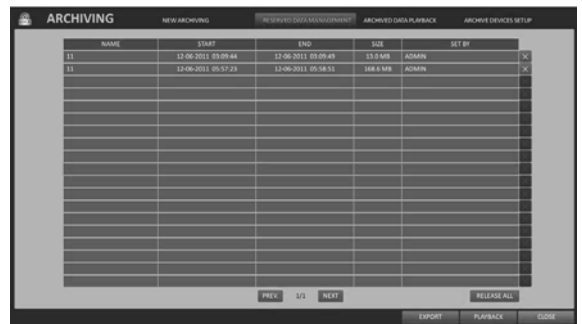 ARCHIVING NEW ARCHIVING RESERVED DATA MANAGEMENT ARCHIVED DATA PLAYBACK ARCHIVE DEVICES SETUP
NAME START END SIZE SET BY
11 12-06-2011 03:09:44 12-06-2011 03:09:49 13.0 MB ADMIN X
11 12-06-2011 05:57:23 12-06-2011 05:58:51 168.6 MB ADMIN X
PREV. 1/1 NEXT RELEASE ALL
EXPORT PLAYBACK CLOSE